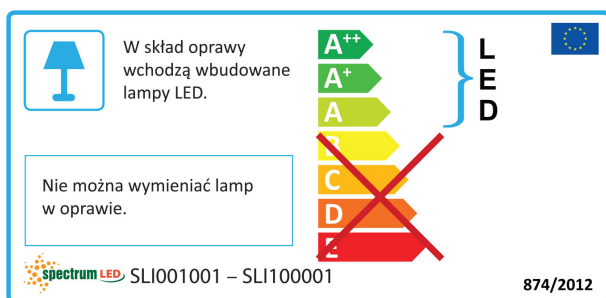 W skład oprawy
wchodzą wbudowane
lampy LED.
A++
A+
A
B
C
D
E
L
E
D
Nie można wymieniać lamp
w oprawie.
spectrum LED SLI001001 – SLI100001
874/2012